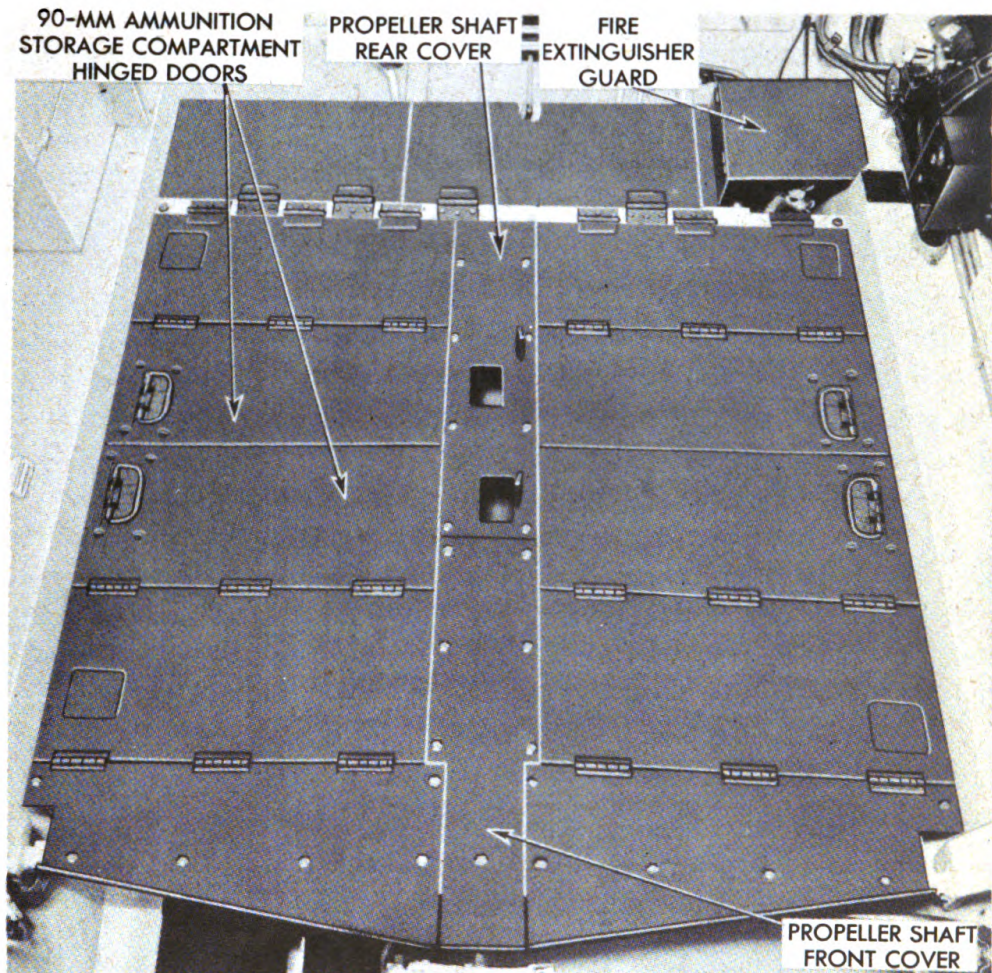 90-MM AMMUNITION
STORAGE COMPARTMENT
HINGED DOORS
PROPELLER SHAFT
REAR COVER
FIRE
EXTINGUISHER
GUARD
PROPELLER SHAFT
FRONT COVER